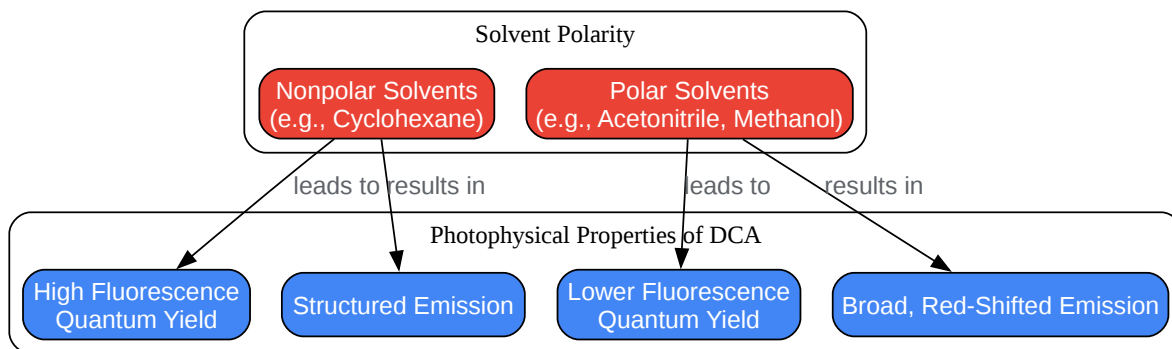 Solvent Polarity
Nonpolar Solvents
(e.g., Cyclohexane)
Polar Solvents
(e.g., Acetonitrile, Methanol)
leads to
results in
leads to
results in
Photophysical Properties of DCA
High Fluorescence
Quantum Yield
Structured Emission
Lower Fluorescence
Quantum Yield
Broad, Red-Shifted Emission